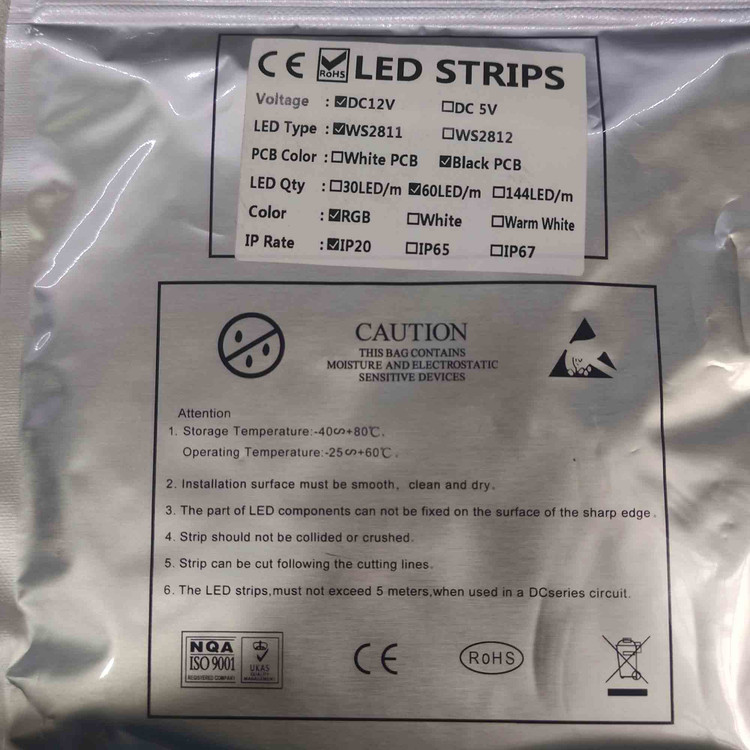 CE RoHS LED STRIPS
Voltage : ☑DC12V ☐DC 5V
LED Type : ☑WS2811 ☐WS2812
PCB Color : ☐White PCB ☑Black PCB
LED Qty : ☐30LED/m ☑60LED/m ☐144LED/m
Color : ☑RGB ☐White ☐Warm White
IP Rate : ☑IP20 ☐IP65 ☐IP67
CAUTION
THIS BAG CONTAINS
MOISTURE AND ELECTROSTATIC
SENSITIVE DEVICES
Attention
1. Storage Temperature:-40∽+80℃.
Operating Temperature:-25∽+60℃.
2. Installation surface must be smooth, clean and dry.
3. The part of LED components can not be fixed on the surface of the sharp edge.
4. Strip should not be collided or crushed.
5. Strip can be cut following the cutting lines.
6. The LED strips,must not exceed 5 meters,when used in a DCseries circuit.
NQA
ISO 9001
REGISTERED COMPANY
UKAS
QUALITY
MANAGEMENT
CE
RoHS